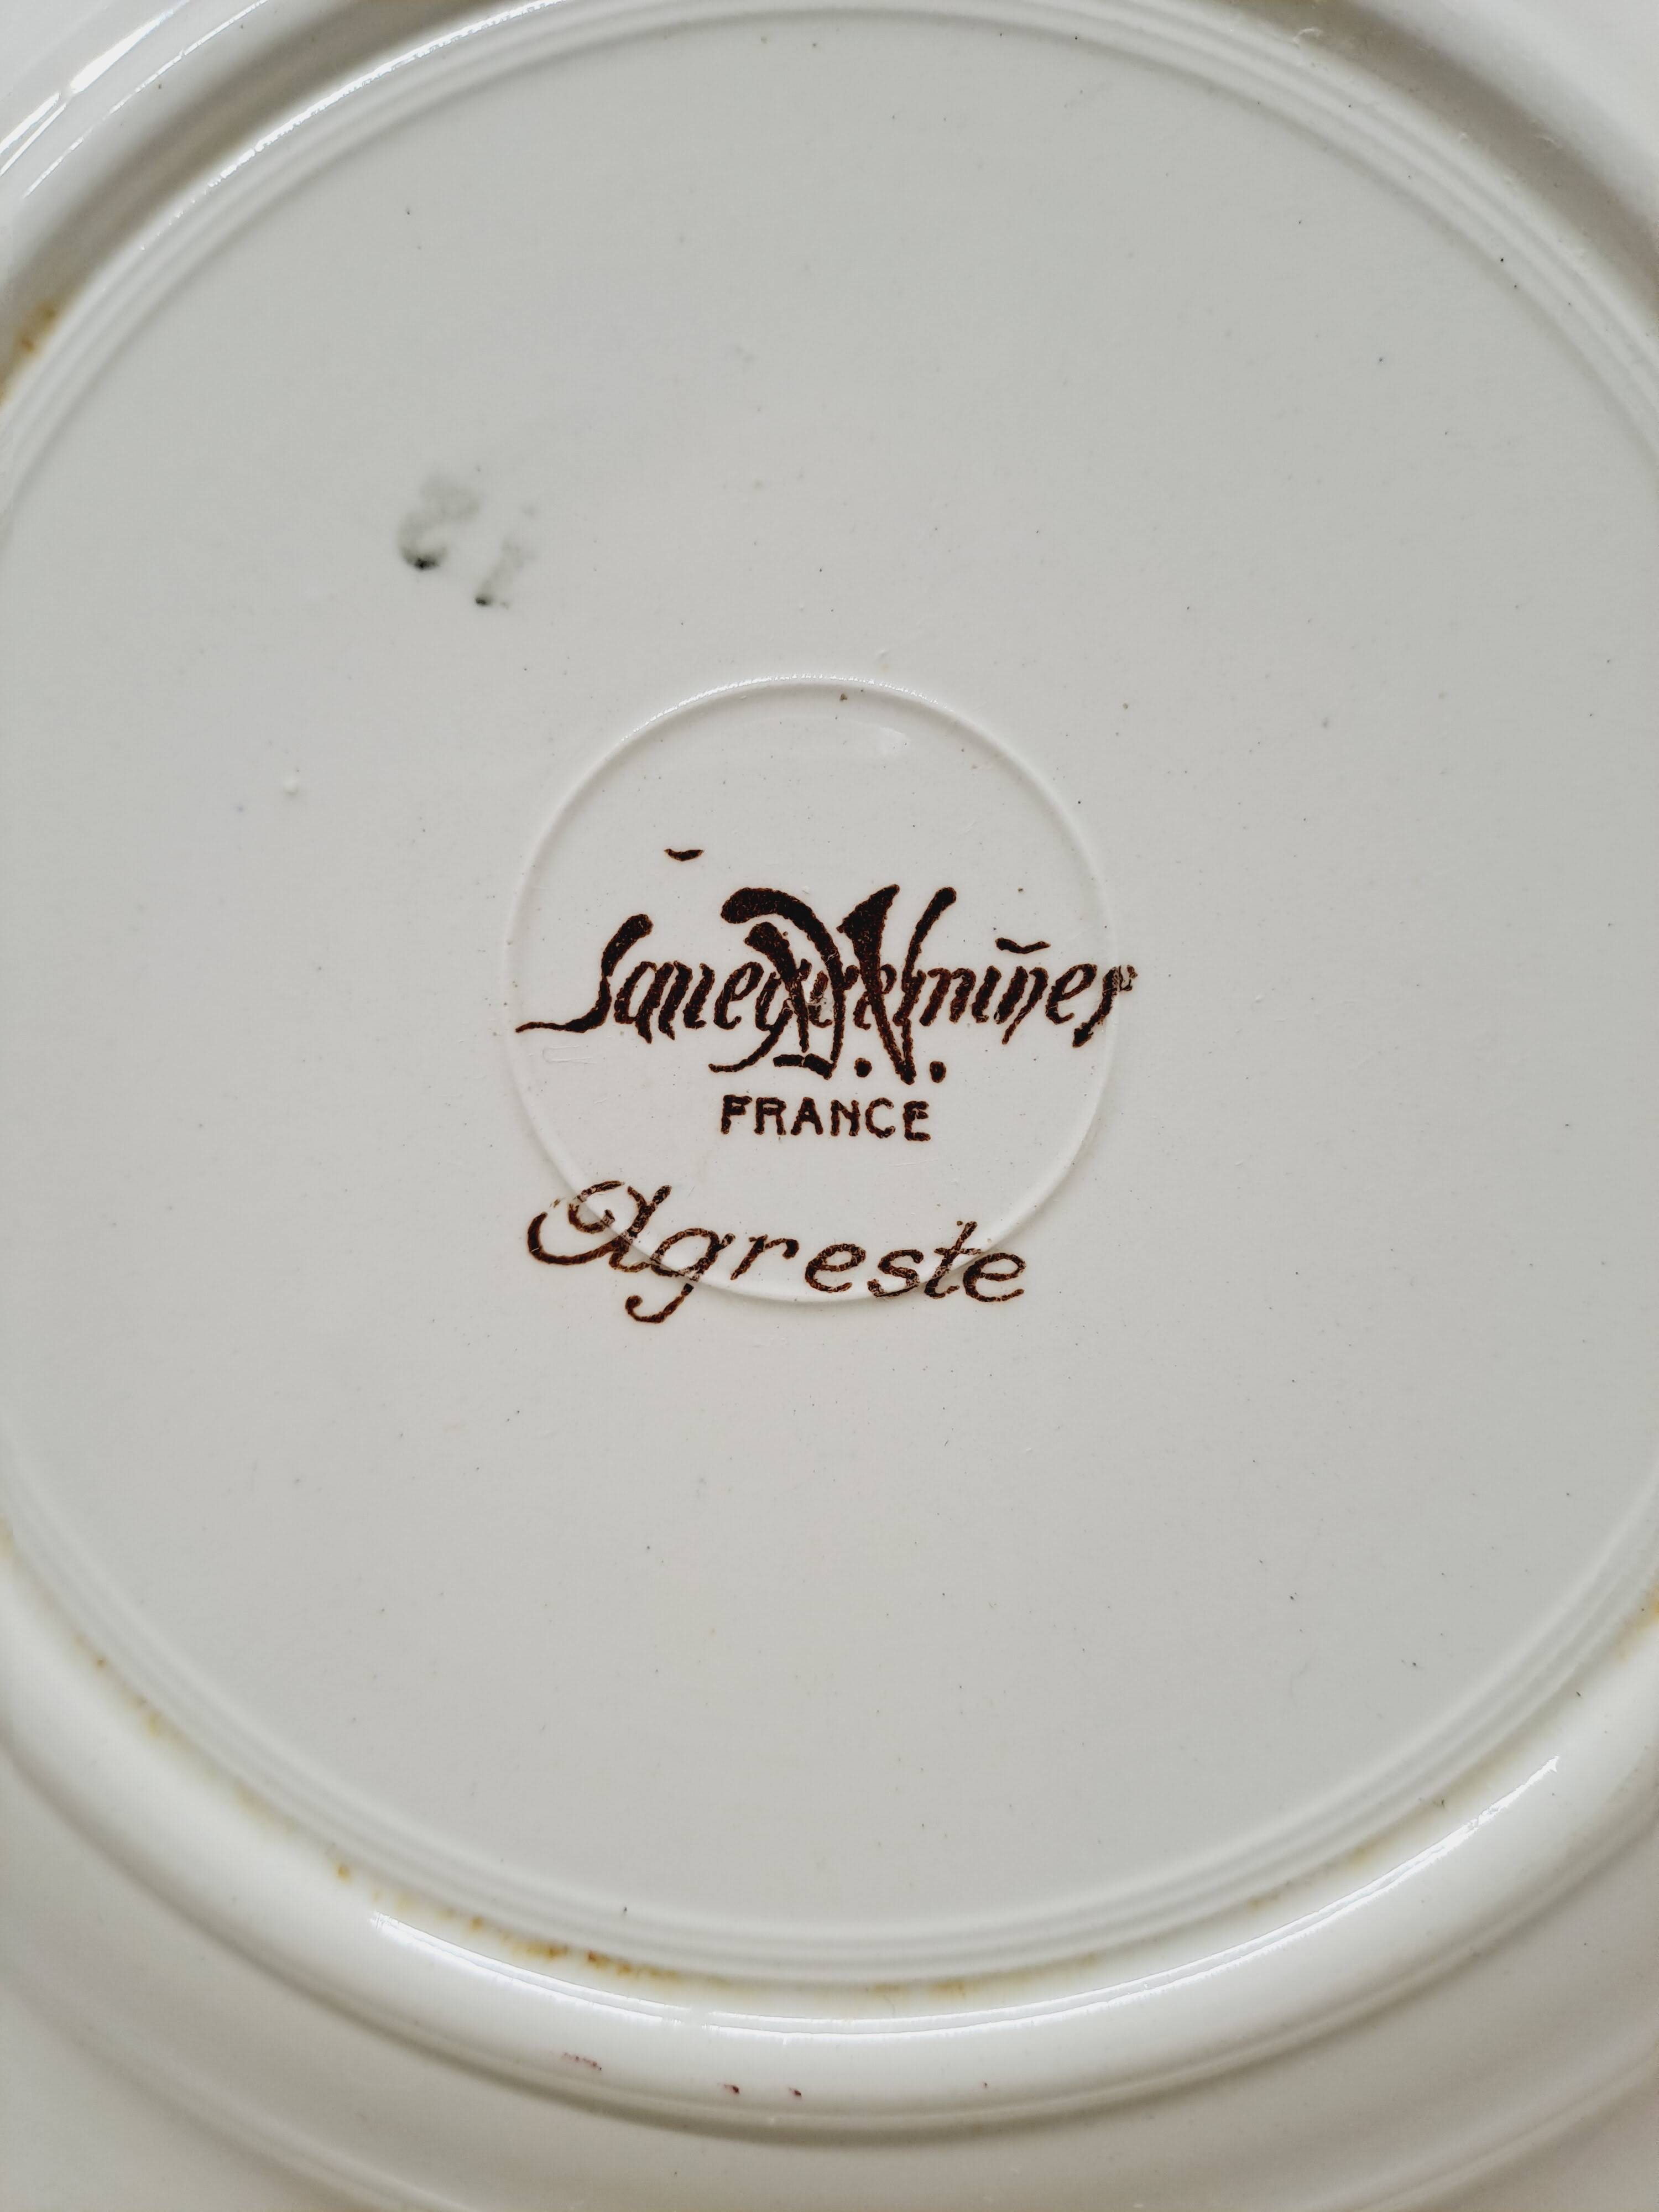 Sarreguemines
D.V.
FRANCE
Agreste